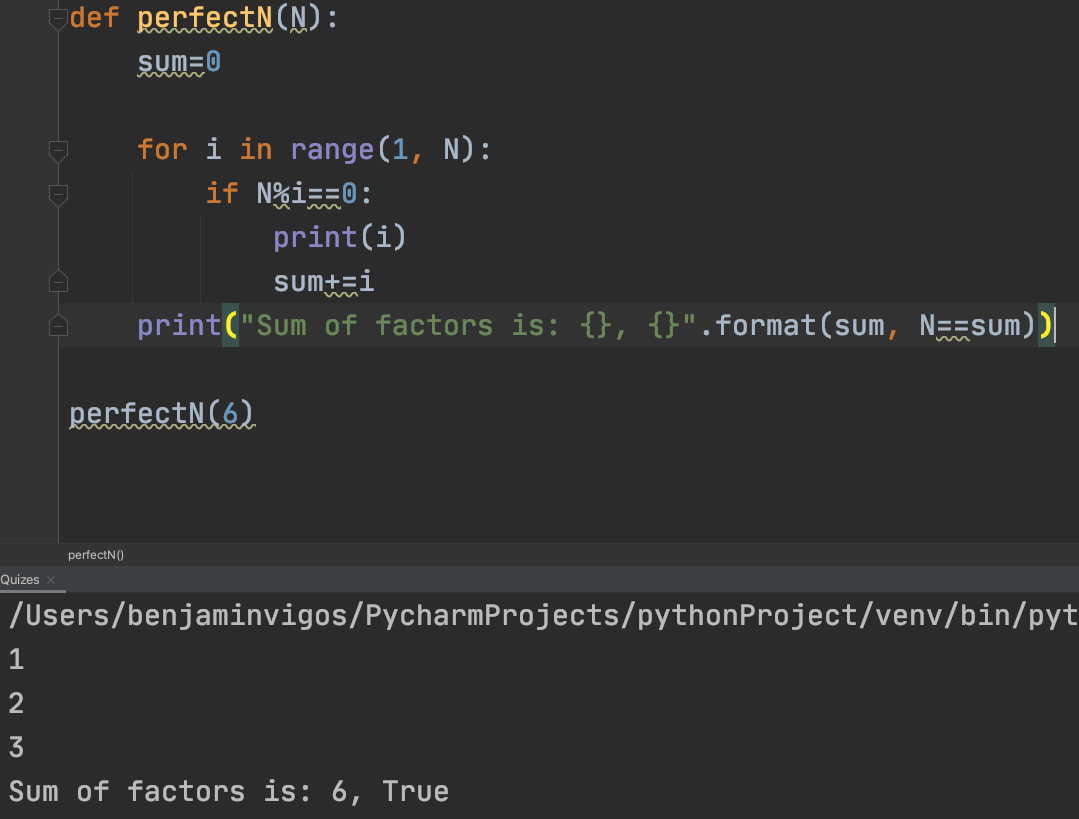 def perfectN(N):
    sum=0

    for i in range(1, N):
        if N%i==0:
            print(i)
            sum+=i
    print("Sum of factors is: {}, {}".format(sum, N==sum))

perfectN(6)
perfectN()
Quizes ×
/Users/benjaminvigos/PycharmProjects/pythonProject/venv/bin/pyt
1
2
3
Sum of factors is: 6, True